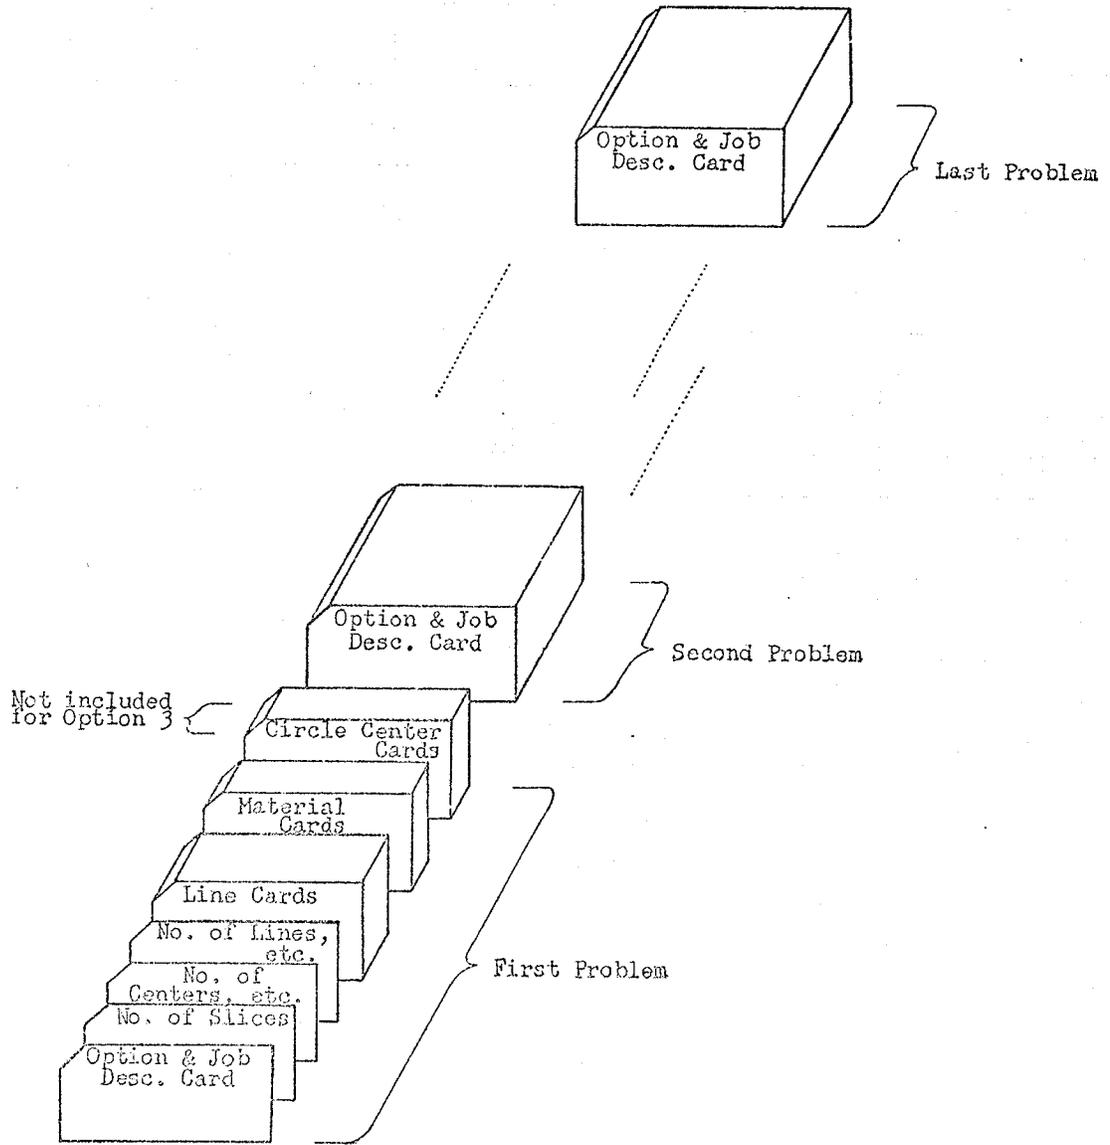 Option & Job
Desc. Card
Last Problem
Option & Job
Desc. Card
Second Problem
Not included
for Option 3
Circle Center
Cards
Material
Cards
Line Cards
No. of Lines,
etc.
No. of
Centers, etc.
No. of Slices
Option & Job
Desc. Card
First Problem